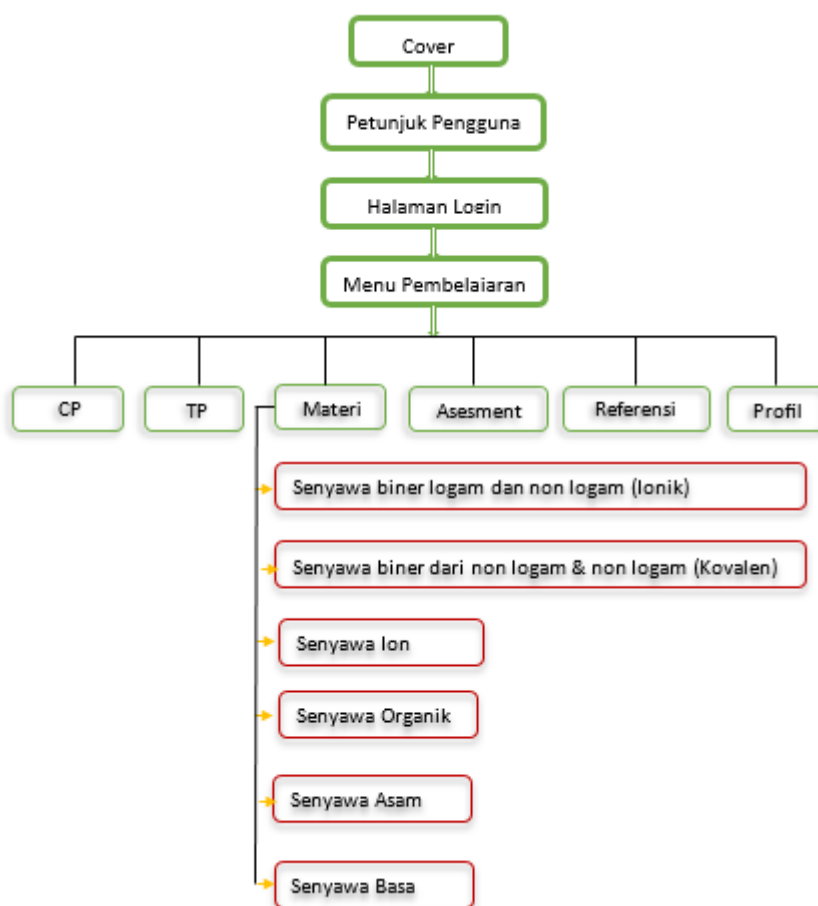 Cover
Petunjuk Pengguna
Halaman Login
Menu Pembelajaran
CP
TP
Materi
Asesment
Referensi
Profil
Senyawa biner logam dan non logam (Ionik)
Senyawa biner dari non logam & non logam (Kovalen)
Senyawa Ion
Senyawa Organik
Senyawa Asam
Senyawa Basa